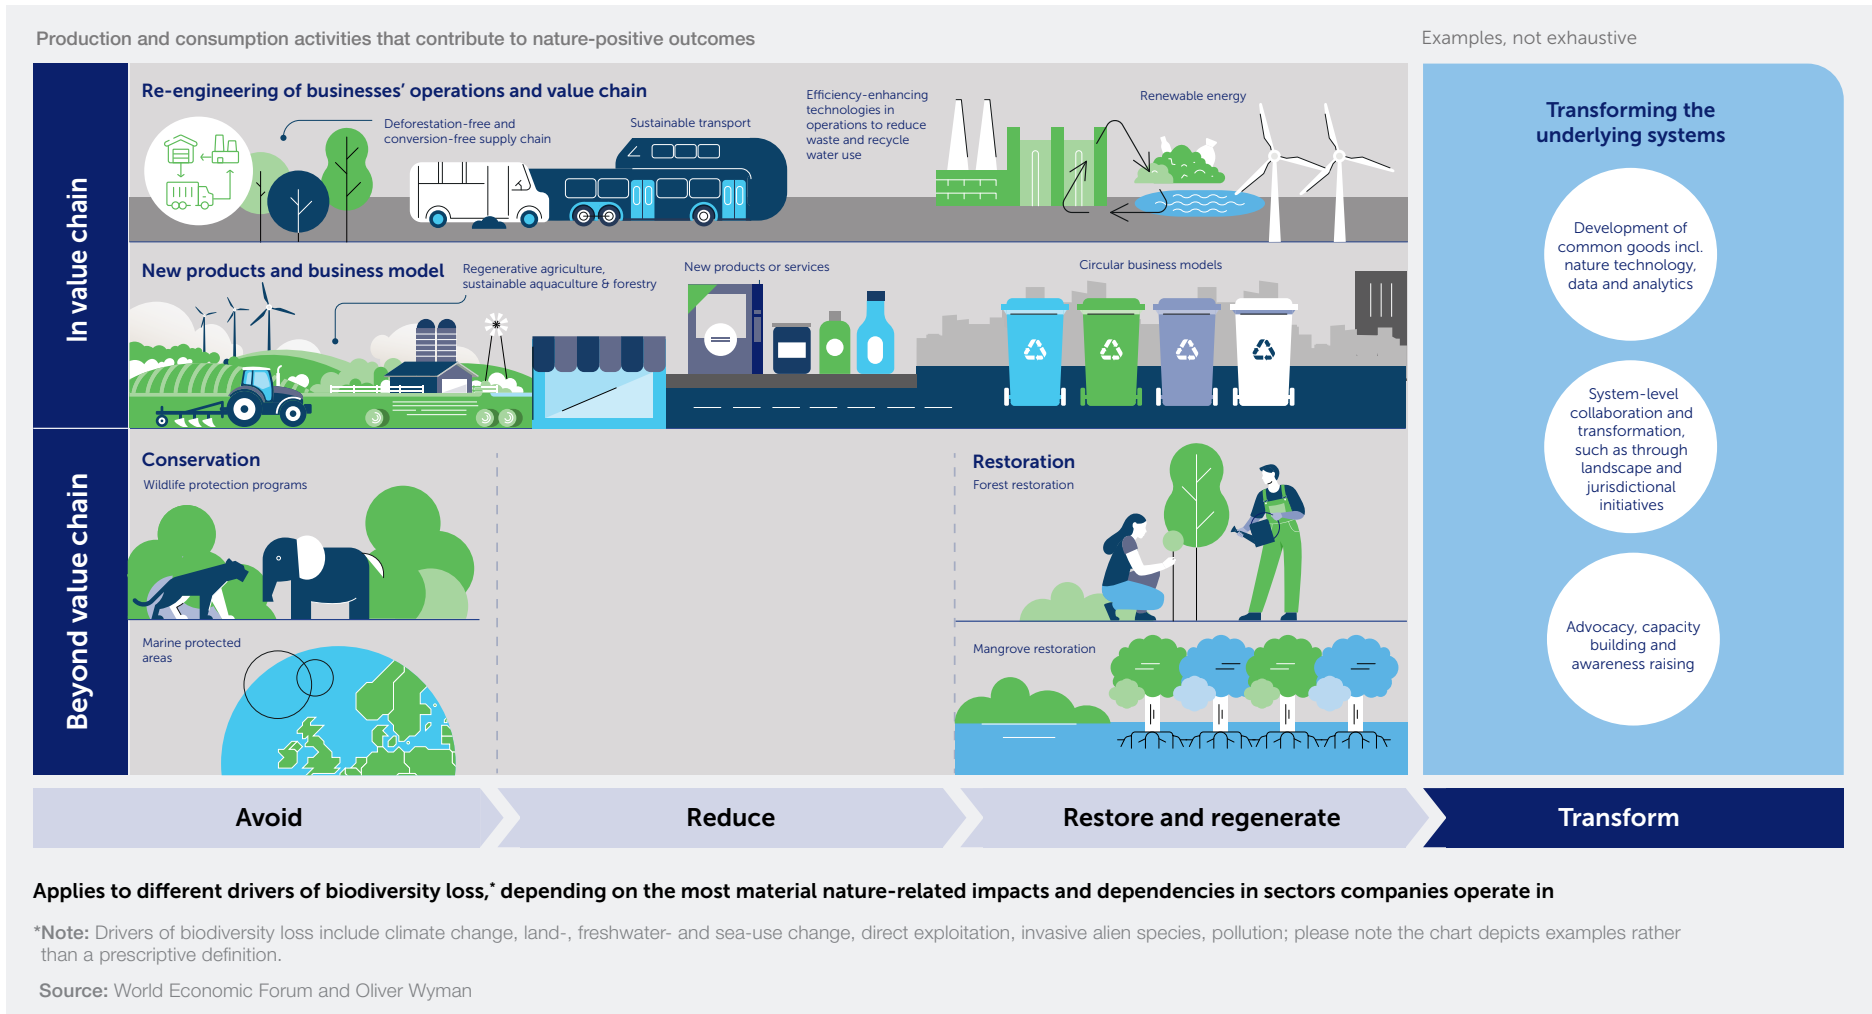 Production and consumption activities that contribute to nature-positive outcomes
Examples, not exhaustive
In value chain
Re-engineering of businesses’ operations and value chain
Deforestation-free and
conversion-free supply chain
Sustainable transport
Efficiency-enhancing
technologies in
operations to reduce
waste and recycle
water use
Renewable energy
New products and business model
Regenerative agriculture,
sustainable aquaculture & forestry
New products or services
Circular business models
Beyond value chain
Conservation
Wildlife protection programs
Marine protected
areas
Restoration
Forest restoration
Mangrove restoration
Transforming the
underlying systems
Development of
common goods incl.
nature technology,
data and analytics
System-level
collaboration and
transformation,
such as through
landscape and
jurisdictional
initiatives
Advocacy, capacity
building and
awareness raising
Avoid
Reduce
Restore and regenerate
Transform
Applies to different drivers of biodiversity loss,* depending on the most material nature-related impacts and dependencies in sectors companies operate in
*Note: Drivers of biodiversity loss include climate change, land-, freshwater- and sea-use change, direct exploitation, invasive alien species, pollution; please note the chart depicts examples rather
than a prescriptive definition.
Source: World Economic Forum and Oliver Wyman